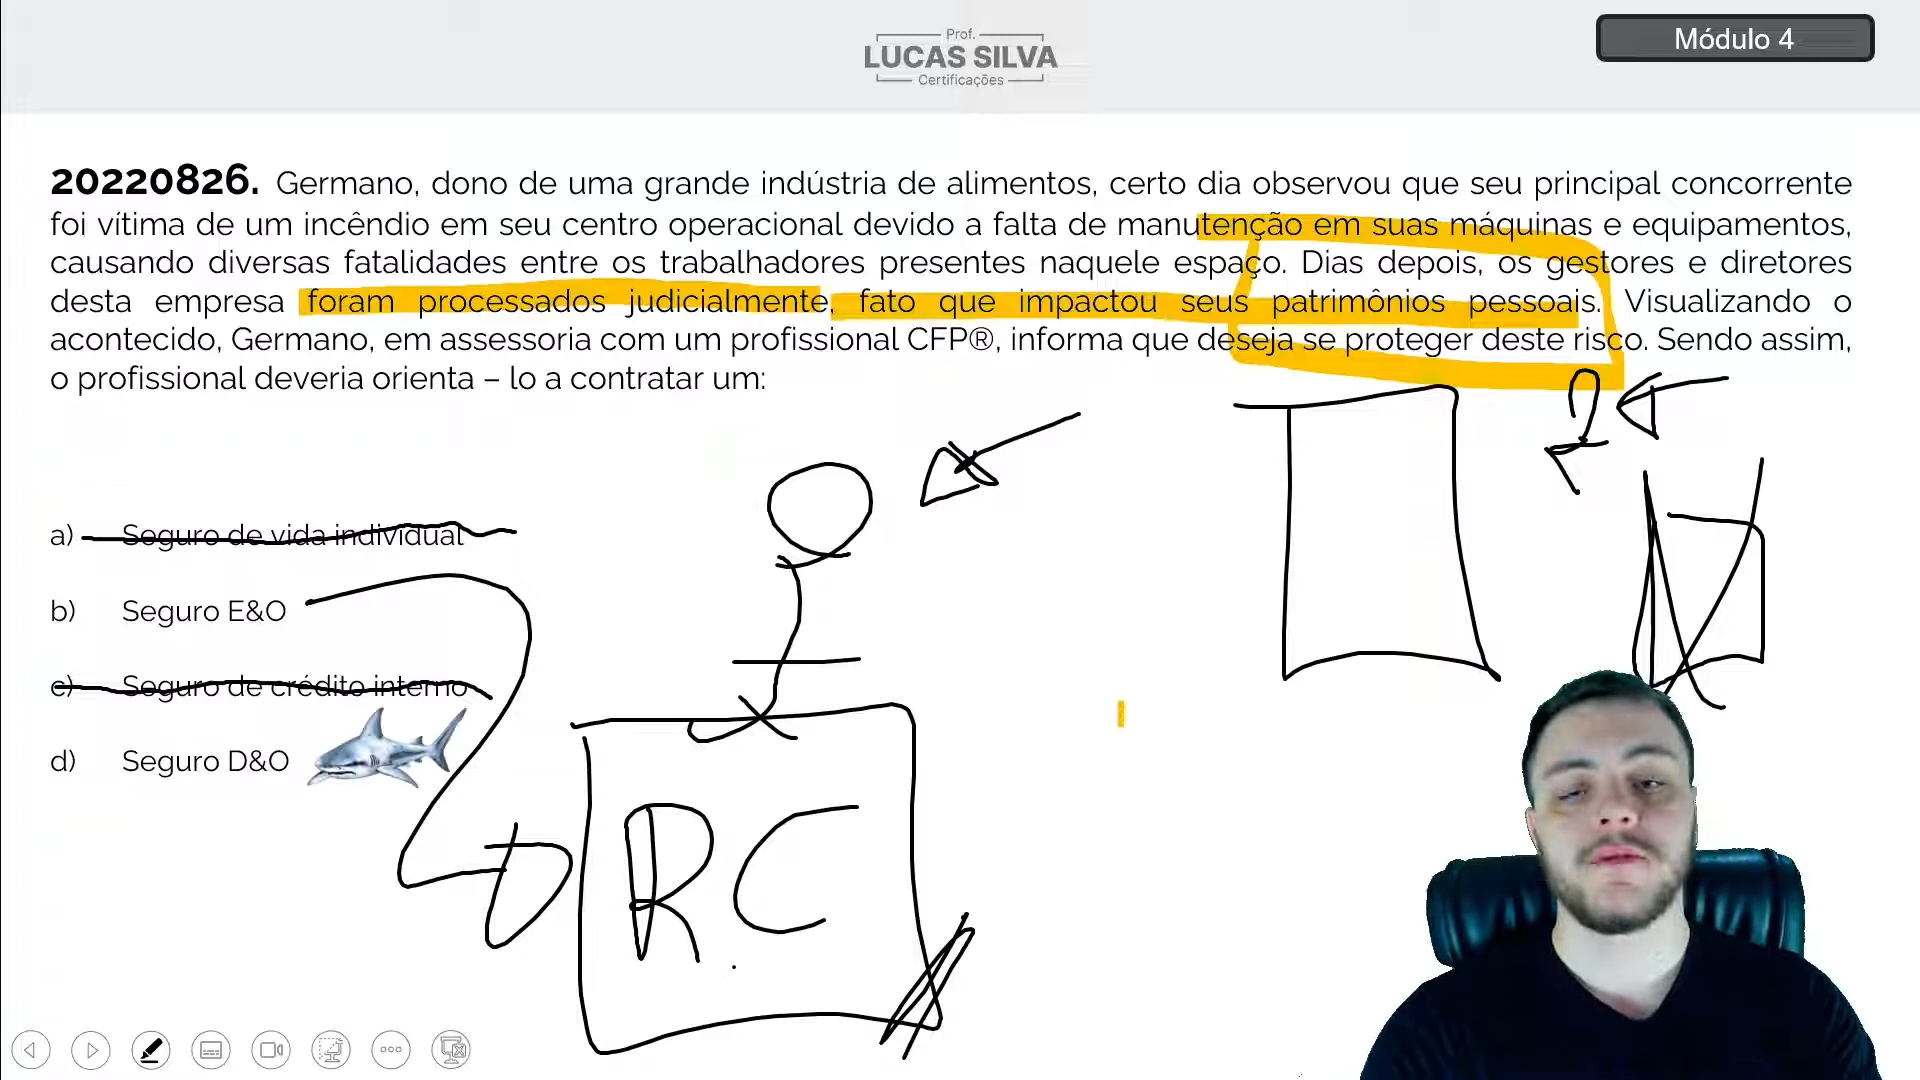 Prof.
LUCAS SILVA
Certificações
Módulo 4
20220826. Germano, dono de uma grande indústria de alimentos, certo dia observou que seu principal concorrente
foi vítima de um incêndio em seu centro operacional devido a falta de manutenção em suas máquinas e equipamentos,
causando diversas fatalidades entre os trabalhadores presentes naquele espaço. Dias depois, os gestores e diretores
desta empresa foram processados judicialmente, fato que impactou seus patrimônios pessoais. Visualizando o
acontecido, Germano, em assessoria com um profissional CFP®, informa que deseja se proteger deste risco. Sendo assim,
o profissional deveria orienta – lo a contratar um:
a) Seguro de vida individual
b) Seguro E&O
c) Seguro de crédito interno
d) Seguro D&O
RC